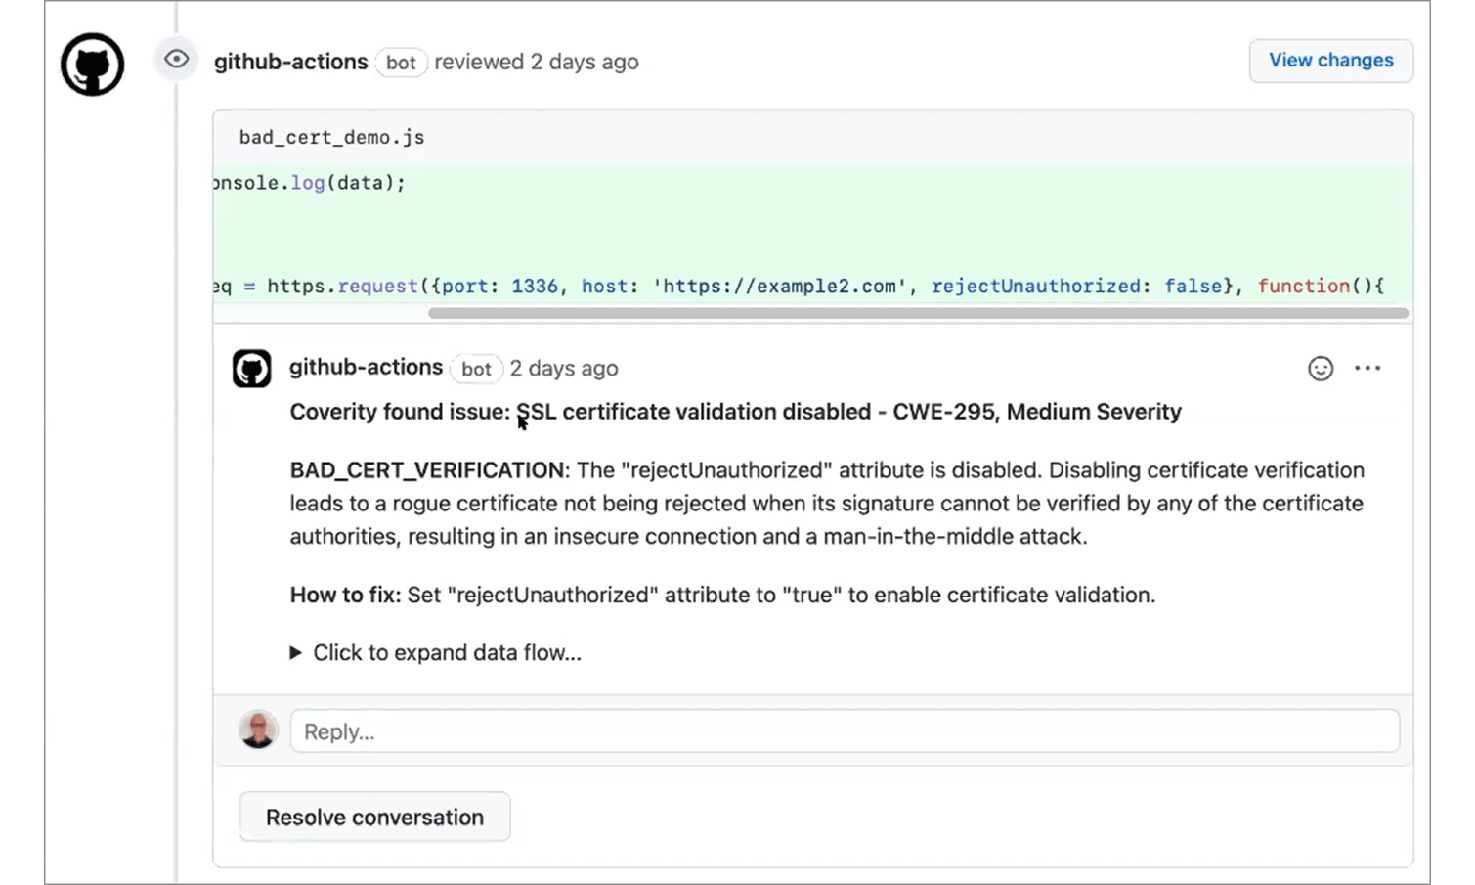 github-actions bot reviewed 2 days ago
View changes
bad_cert_demo.js
onsole.log(data);
eq = https.request({port: 1336, host: 'https://example2.com', rejectUnauthorized: false}, function(){
github-actions bot 2 days ago
Coverity found issue: SSL certificate validation disabled - CWE-295, Medium Severity
BAD_CERT_VERIFICATION: The "rejectUnauthorized" attribute is disabled. Disabling certificate verification
leads to a rogue certificate not being rejected when its signature cannot be verified by any of the certificate
authorities, resulting in an insecure connection and a man-in-the-middle attack.
How to fix: Set "rejectUnauthorized" attribute to "true" to enable certificate validation.
Click to expand data flow...
Reply...
Resolve conversation